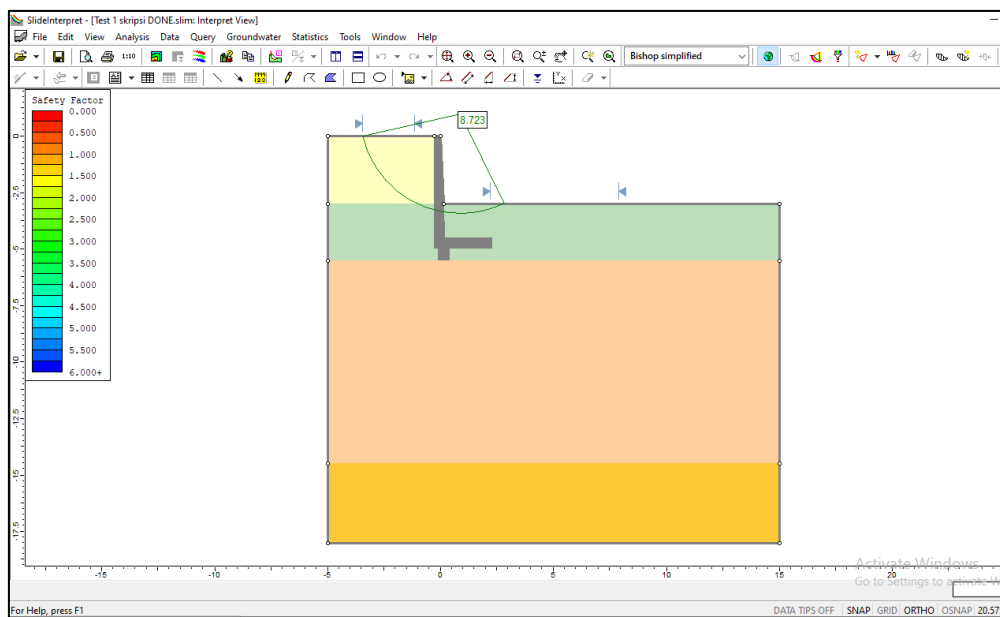 SlideInterpret - [Test 1 skripsi DONE.slim: Interpret View]
File Edit View Analysis Data Query Groundwater Statistics Tools Window Help
1:10
Bishop simplified
Safety Factor
0.000
0.500
1.000
1.500
2.000
2.500
3.000
3.500
4.000
4.500
5.000
5.500
6.000+
8.723
0
-2.5
-5
-7.5
-10
-12.5
-15
-17.5
-15 -10 -5 0 5 10 15 20
Activate Windows
Go to Settings to activate W
For Help, press F1
DATA TIPS OFF SNAP GRID ORTHO OSNAP 20.57